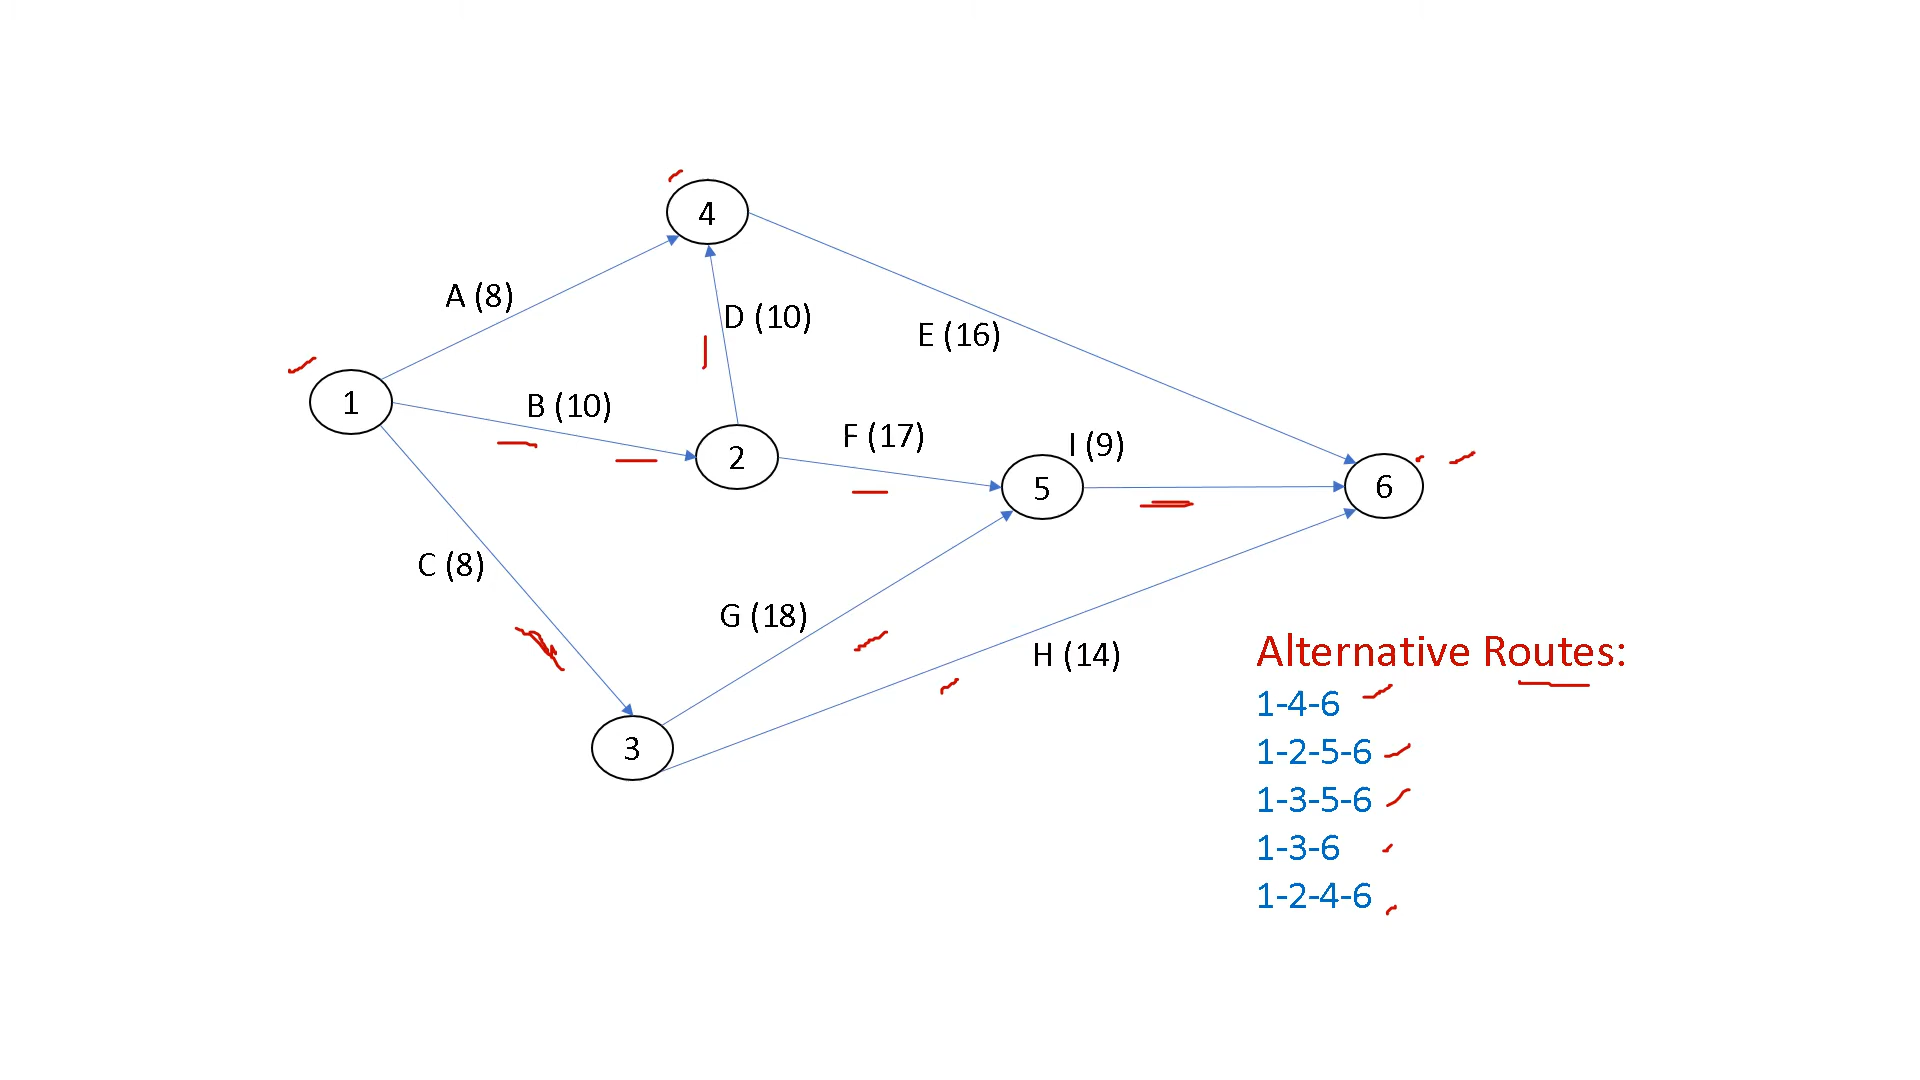 4
A (8)
D (10)
E (16)
1
B (10)
2
F (17)
I (9)
5
6
C (8)
G (18)
H (14)
3
Alternative Routes:
1-4-6
1-2-5-6
1-3-5-6
1-3-6
1-2-4-6